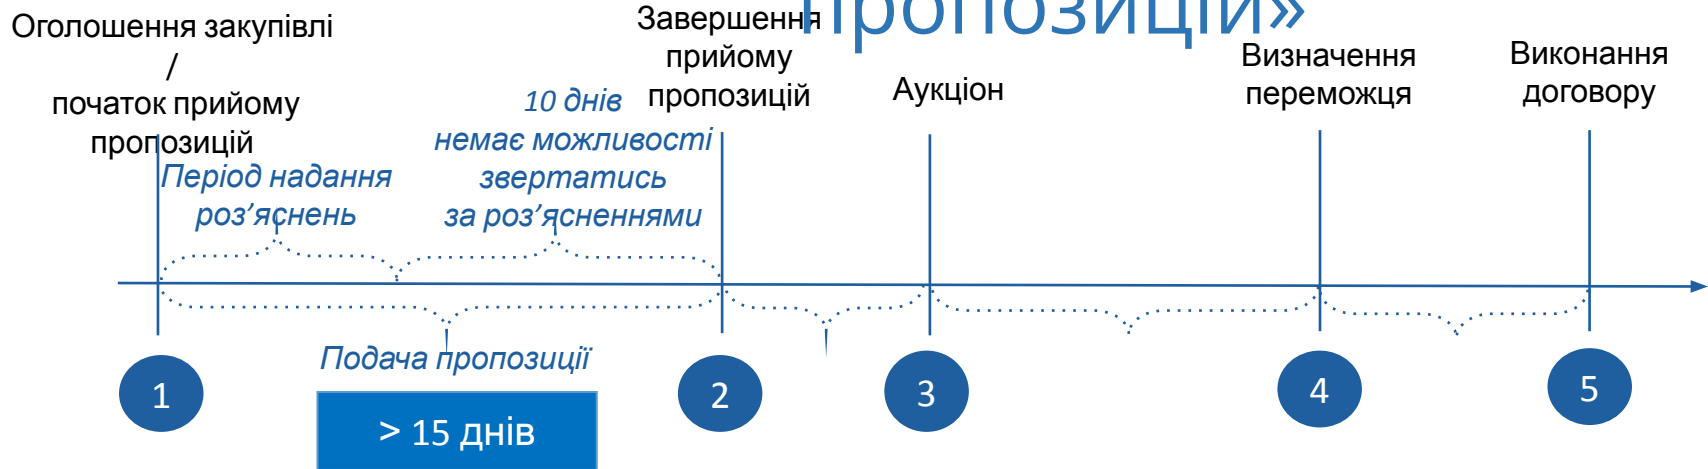 пропозицій»
Оголошення закупівлі
/
початок прийому
пропозицій
Завершення
прийому
пропозицій
Аукціон
Визначення
переможця
Виконання
договору
Період надання
роз’яснень
10 днів
немає можливості
звертатись
за роз’ясненнями
Подача пропозиції
> 15 днів
1
2
3
4
5